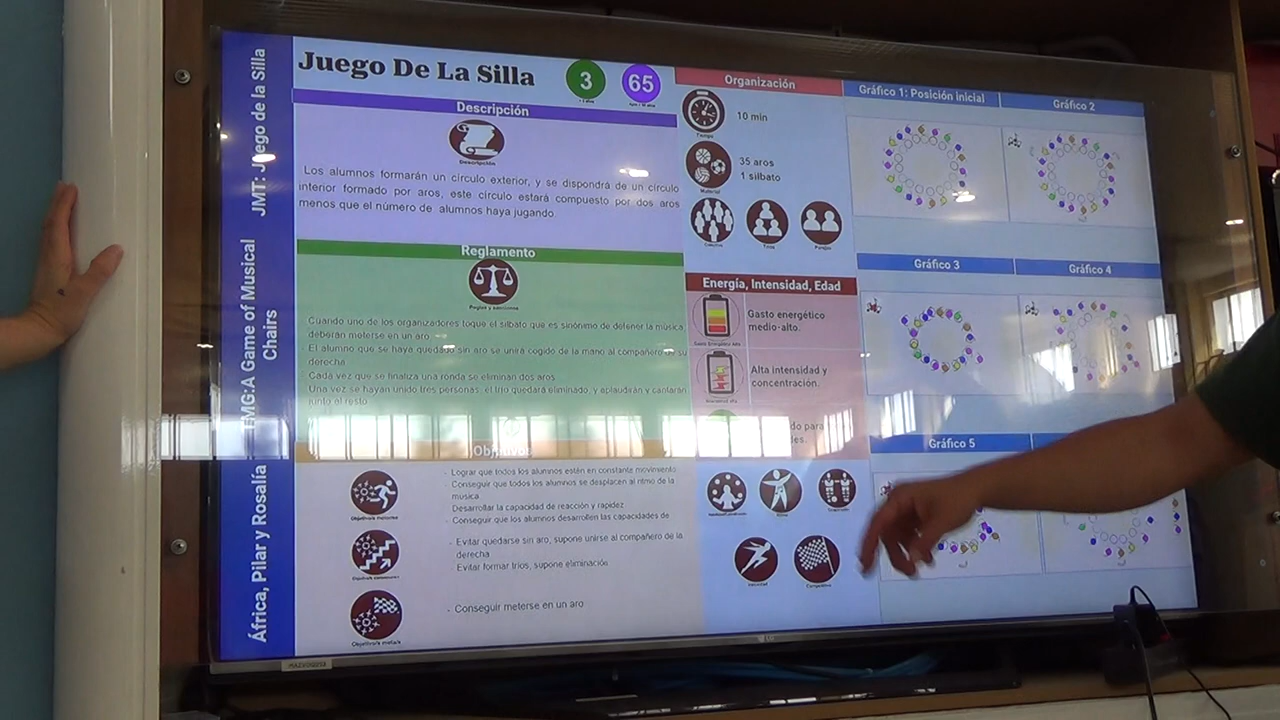 JMT: Juego de la Silla
EMG:A Game of Musical
Chairs
África, Pilar y Rosalía
Juego De La Silla
3
65
Descripción
Descripción
Los alumnos formarán un círculo exterior, y se dispondrá de un círculo
interior formado por aros, este círculo estará compuesto por dos aros
menos que el número de alumnos haya jugando.
Reglamento
Cuando uno de los organizadores toque el silbato que es sinónimo de detener la música
deberán meterse en un aro
- El alumno que se haya quedado sin aro se unirá cogido de la mano al compañero de su
derecha
Cada vez que se finaliza una ronda se eliminan dos aros
Una vez se hayan unido tres personas, el trío quedará eliminado, y aplaudirán y cantarán
junto al resto
Objetivos
- Lograr que todos los alumnos estén en constante movimiento
- Conseguir que todos los alumnos se desplacen al ritmo de la
musica
Desarrollar la capacidad de reacción y rapidez
- Conseguir que los alumnos desarrollen las capacidades de
- Evitar quedarse sin aro, supone unirse al compañero de la
derecha
Evitar formar tríos, supone eliminación
- Conseguir meterse en un aro
Organización
Tiempo
10 min
Material
35 aros
1 silbato
Energía, Intensidad, Edad
Gasto energético
medio-alto.
Alta intensidad y
concentración.
do para
Gráfico 1: Posición inicial
Gráfico 2
Gráfico 3
Gráfico 4
Gráfico 5